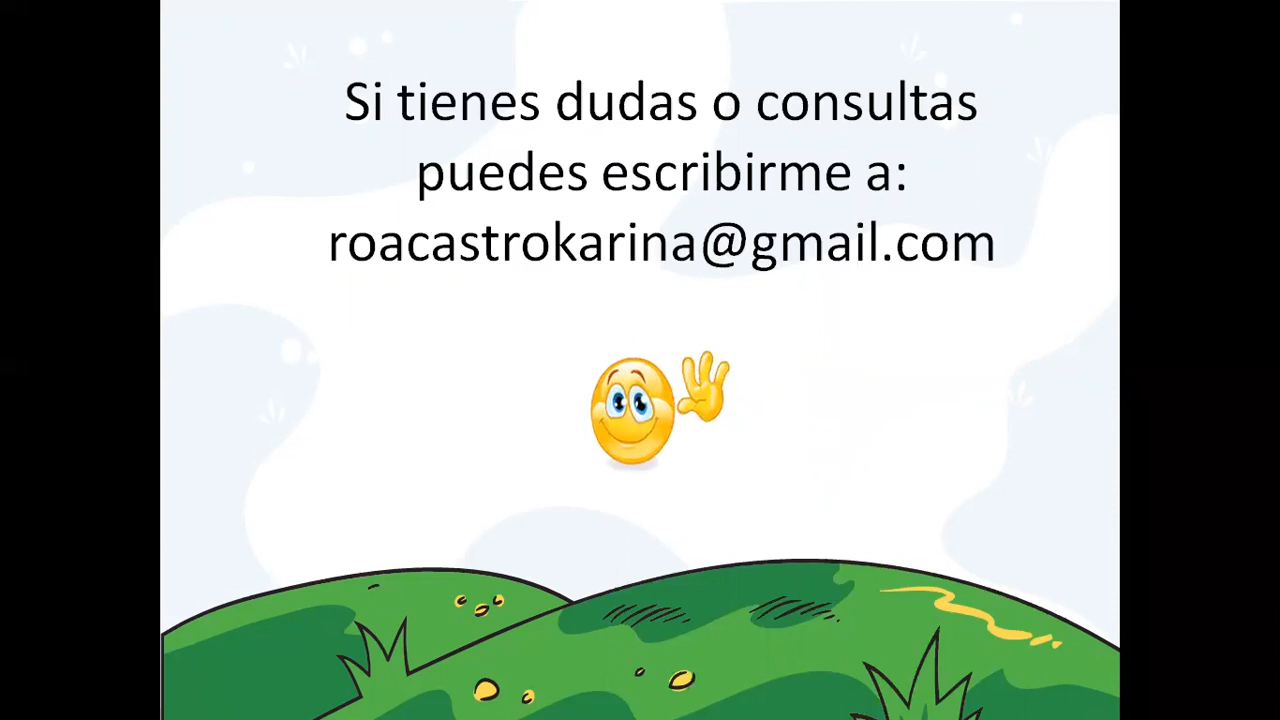 Si tienes dudas o consultas
puedes escribirme a:
roacastrokarina@gmail.com